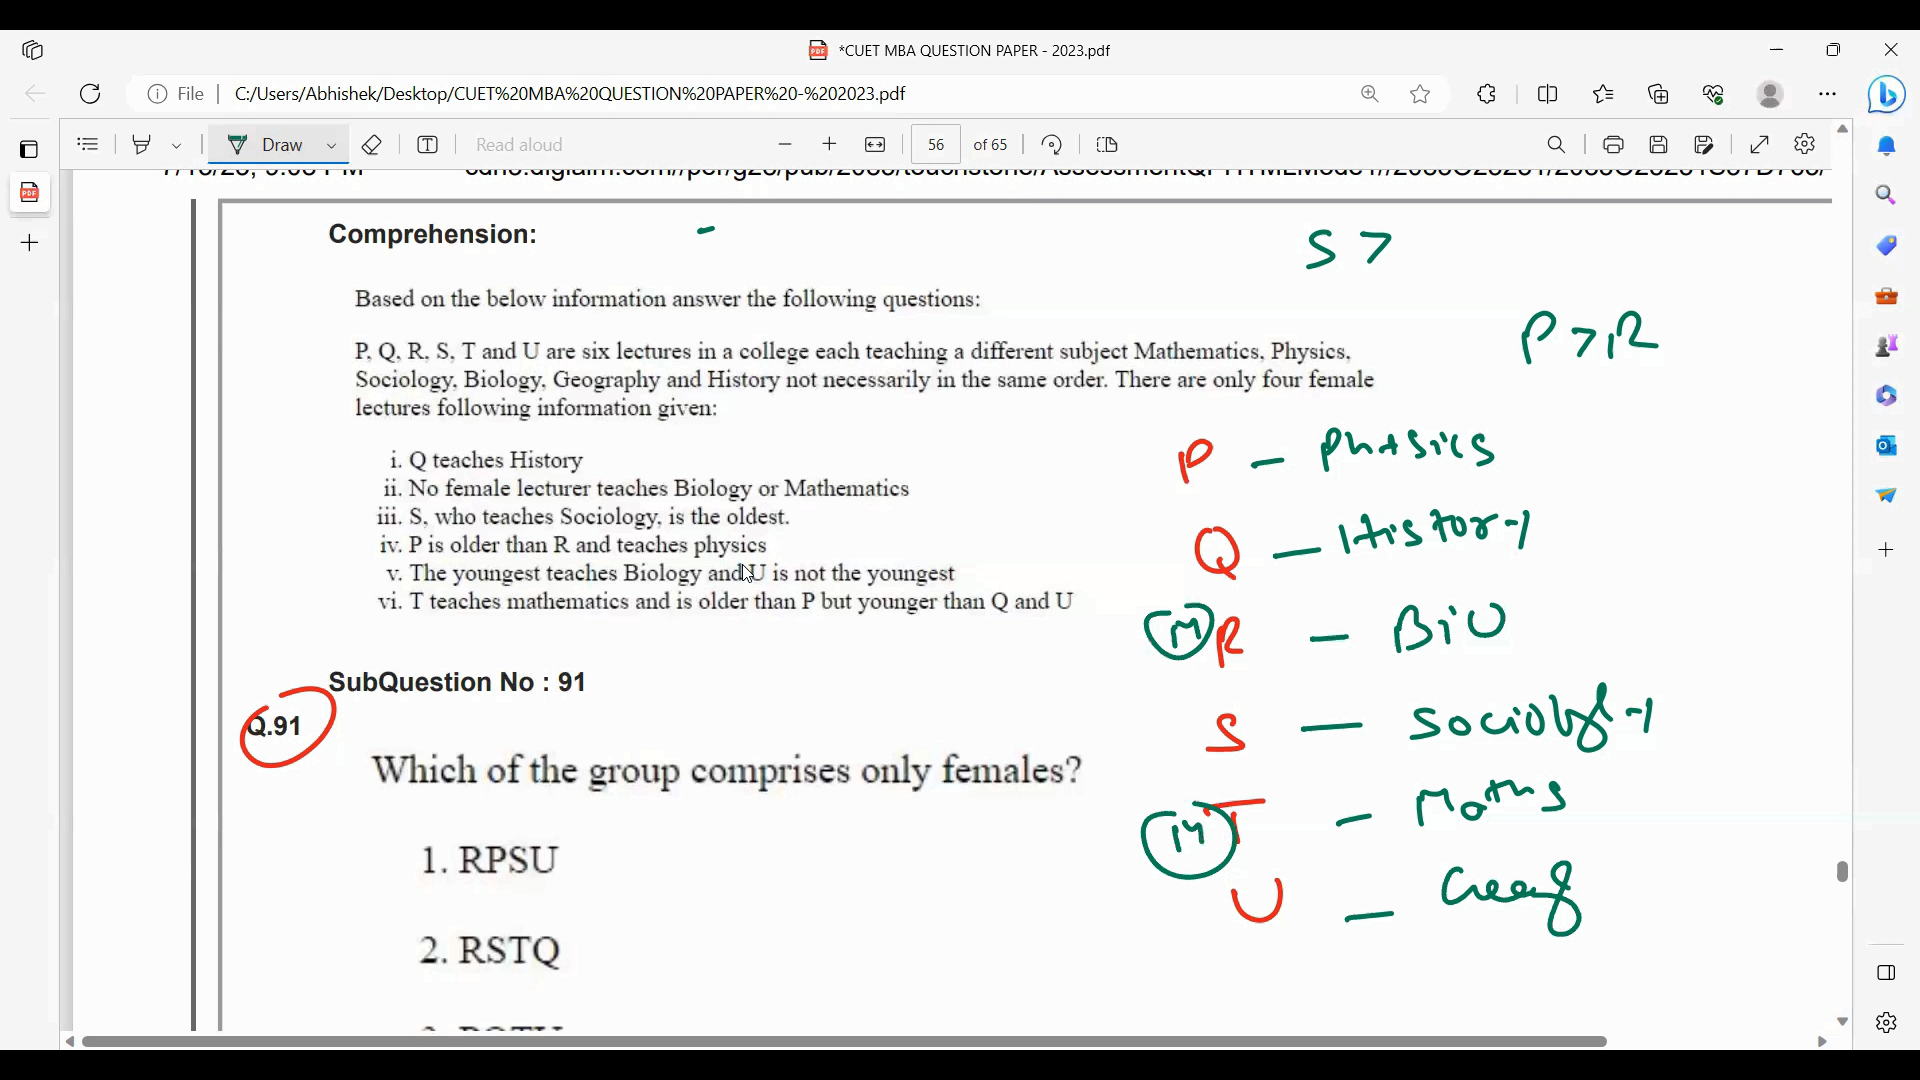 *CUET MBA QUESTION PAPER - 2023.pdf
File C:/Users/Abhishek/Desktop/CUET%20MBA%20QUESTION%20PAPER%20-%202023.pdf
Draw Read aloud 56 of 65
Comprehension:
S >
Based on the below information answer the following questions:
P > R
P, Q, R, S, T and U are six lectures in a college each teaching a different subject Mathematics, Physics,
Sociology, Biology, Geography and History not necessarily in the same order. There are only four female
lectures following information given:
i. Q teaches History
ii. No female lecturer teaches Biology or Mathematics
iii. S, who teaches Sociology, is the oldest.
iv. P is older than R and teaches physics
v. The youngest teaches Biology and U is not the youngest
vi. T teaches mathematics and is older than P but younger than Q and U
P - Physics
Q - History
M R - Bio
S - Sociology
M T - Maths
U - Geog
SubQuestion No : 91
Q.91
Which of the group comprises only females?
1. RPSU
2. RSTQ